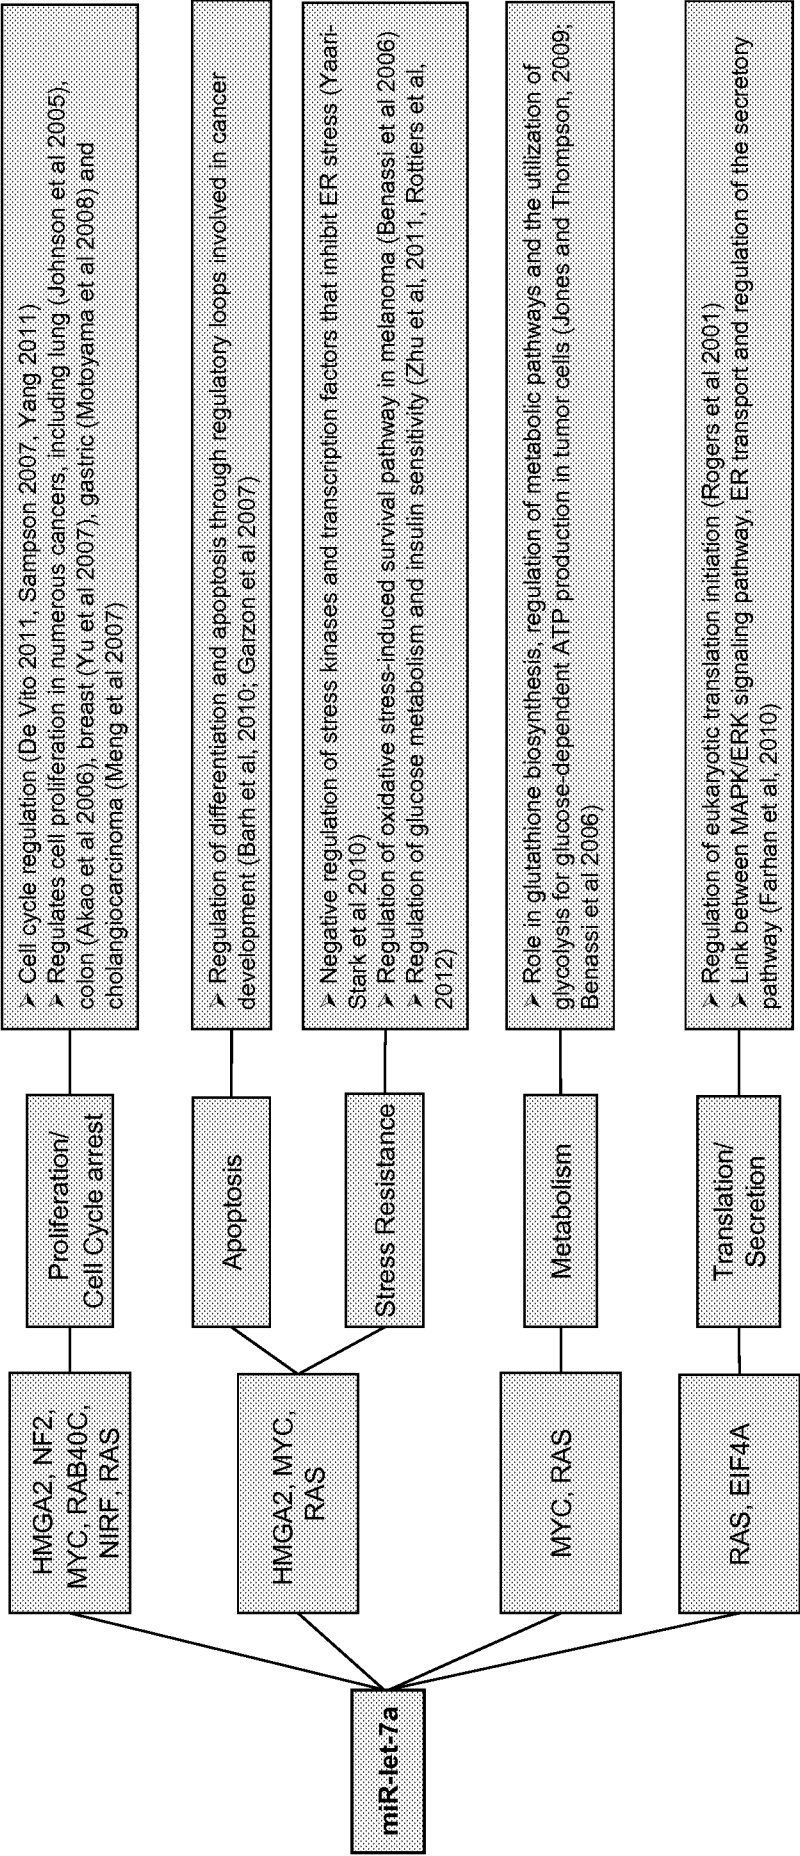 miR-let-7a
HMGA2, NF2,
MYC, RAB40C,
NIRF, RAS
Proliferation/
Cell Cycle arrest
➢ Cell cycle regulation (De Vito 2011, Sampson 2007, Yang 2011)
➢ Regulates cell proliferation in numerous cancers, including lung (Johnson et al 2005),
colon (Akao et al 2006), breast (Yu et al 2007), gastric (Motoyama et al 2008) and
cholangiocarcinoma (Meng et al 2007)
HMGA2, MYC,
RAS
Apoptosis
➢ Regulation of differentiation and apoptosis through regulatory loops involved in cancer
development (Barh et al, 2010; Garzon et al 2007)
Stress Resistance
➢ Negative regulation of stress kinases and transcription factors that inhibit ER stress (Yaari-
Stark et al 2010)
➢ Regulation of oxidative stress-induced survival pathway in melanoma (Benassi et al 2006)
➢ Regulation of glucose metabolism and insulin sensitivity (Zhu et al, 2011, Rottiers et al,
2012)
MYC, RAS
Metabolism
➢ Role in glutathione biosynthesis, regulation of metabolic pathways and the utilization of
glycolysis for glucose-dependent ATP production in tumor cells (Jones and Thompson, 2009;
Benassi et al 2006)
RAS, EIF4A
Translation/
Secretion
➢ Regulation of eukaryotic translation initiation (Rogers et al 2001)
➢ Link between MAPK/ERK signaling pathway, ER transport and regulation of the secretory
pathway (Farhan et al, 2010)